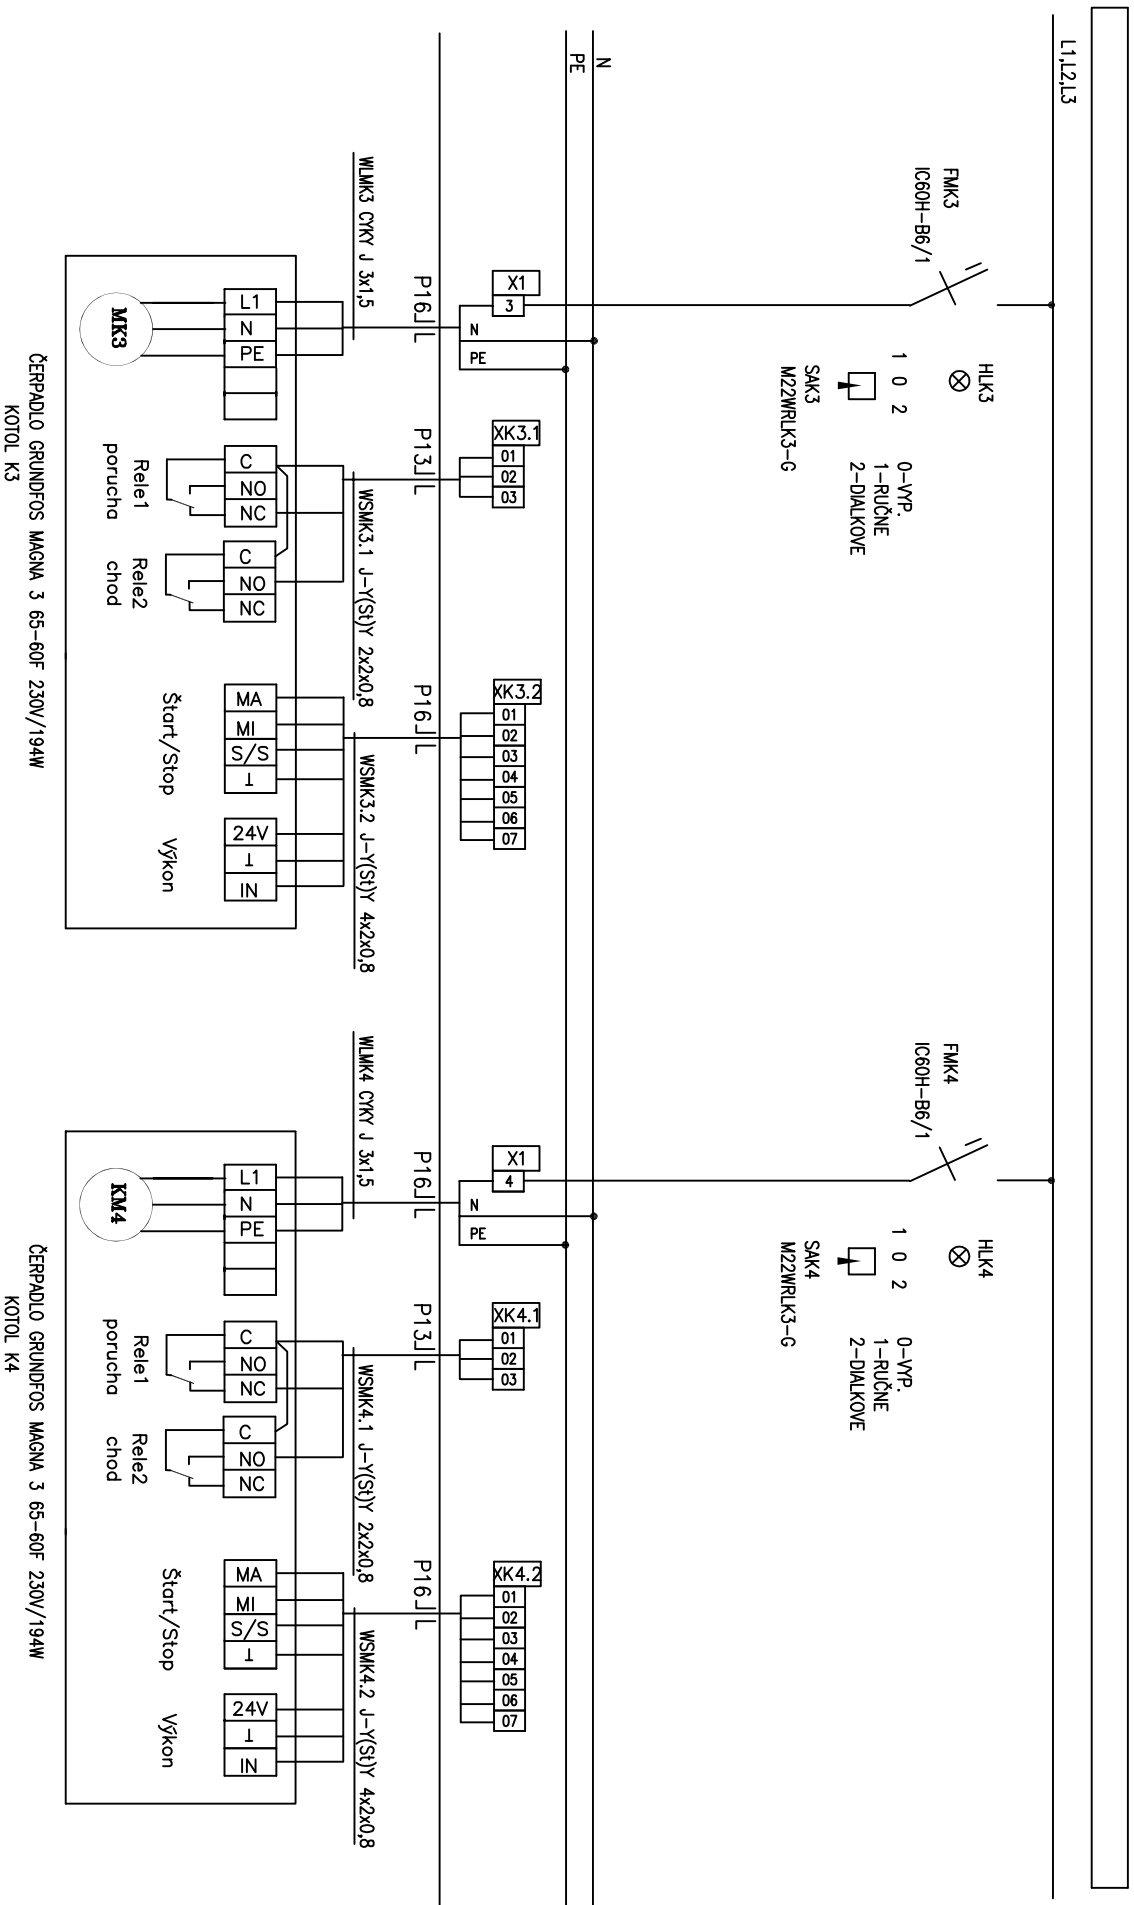 L1,L2,L3
N
PE
FMK3
IC60H-B6/1
HLK3
1 0 2
SAK3
M22WRLK3-G
0-VYP.
1-RUČNE
2-DIALKOVE
X1
3
N
PE
P16
WLMK3 CYKY J 3x1,5
XK3.1
01
02
03
P13
WSMK3.1 J-Y(St)Y 2x2x0,8
XK3.2
01
02
03
04
05
06
07
P16
WSMK3.2 J-Y(St)Y 4x2x0,8
MK3
L1
N
PE
C
NO
NC
Rele1
porucha
C
NO
NC
Rele2
chod
MA
MI
S/S
⊥
Štart/Stop
24V
⊥
IN
Výkon
ČERPADLO GRUNDFOS MAGNA 3 65-60F 230V/194W
KOTOL K3
FMK4
IC60H-B6/1
HLK4
1 0 2
SAK4
M22WRLK3-G
0-VYP.
1-RUČNE
2-DIALKOVE
X1
4
N
PE
P16
WLMK4 CYKY J 3x1,5
XK4.1
01
02
03
P13
WSMK4.1 J-Y(St)Y 2x2x0,8
XK4.2
01
02
03
04
05
06
07
P16
WSMK4.2 J-Y(St)Y 4x2x0,8
KM4
L1
N
PE
C
NO
NC
Rele1
porucha
C
NO
NC
Rele2
chod
MA
MI
S/S
⊥
Štart/Stop
24V
⊥
IN
Výkon
ČERPADLO GRUNDFOS MAGNA 3 65-60F 230V/194W
KOTOL K4